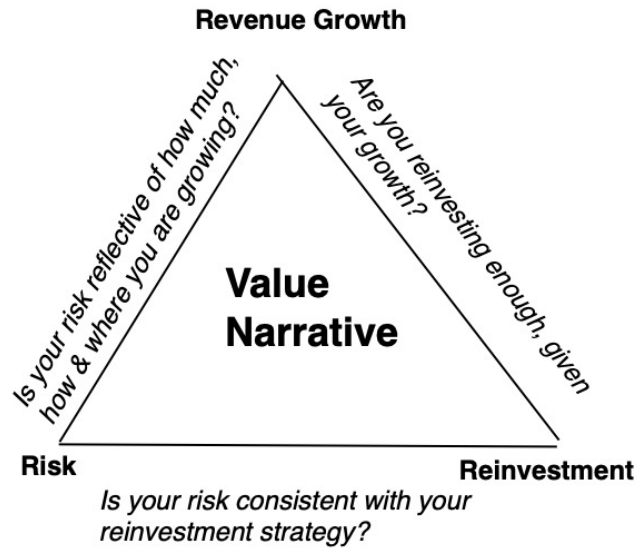 Revenue Growth
Is your risk reflective of how much,
how & where you are growing?
Are you reinvesting enough, given
your growth?
Value
Narrative
Risk
Reinvestment
Is your risk consistent with your
reinvestment strategy?